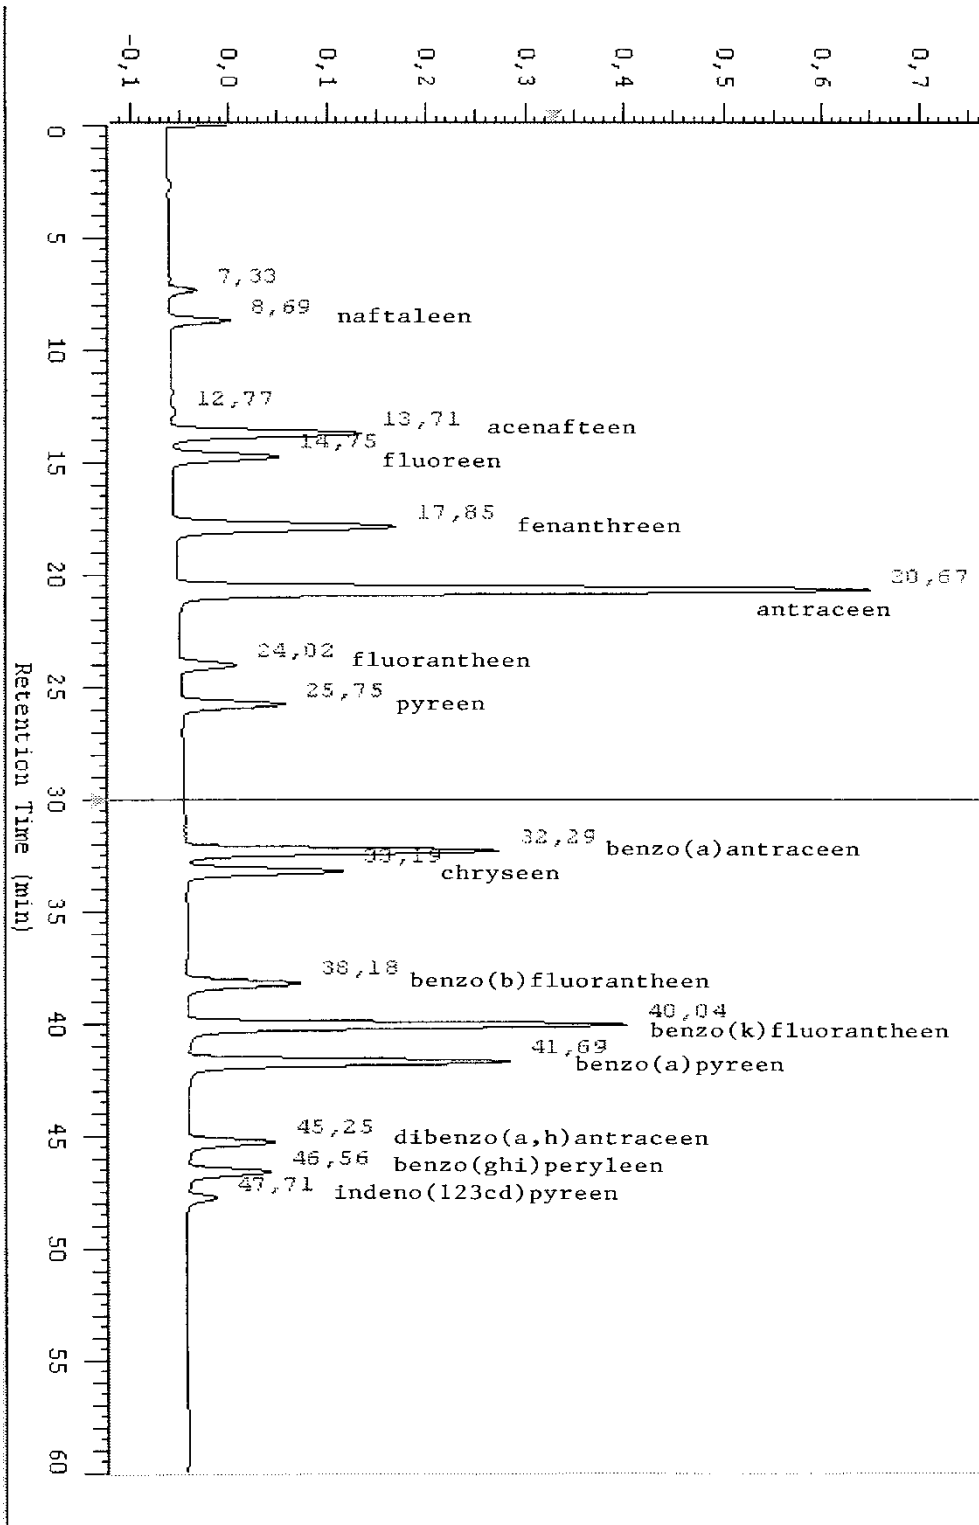 -0,1
0,0
0,1
0,2
0,3
0,4
0,5
0,6
0,7
0
5
7,33
8,69 naftaleen
10
12,77
13,71 acenafteen
14,75
fluoreen
15
17,85 fenanthreen
20
20,67
antraceen
24,02 fluorantheen
25
25,75 pyreen
30
32,29 benzo(a)antraceen
33,19
chryseen
35
38,18 benzo(b)fluorantheen
40
40,04
benzo(k)fluorantheen
41,69
benzo(a)pyreen
45
45,25 dibenzo(a,h)antraceen
46,56 benzo(ghi)peryleen
47,71 indeno(123cd)pyreen
50
55
60
Retention Time (min)